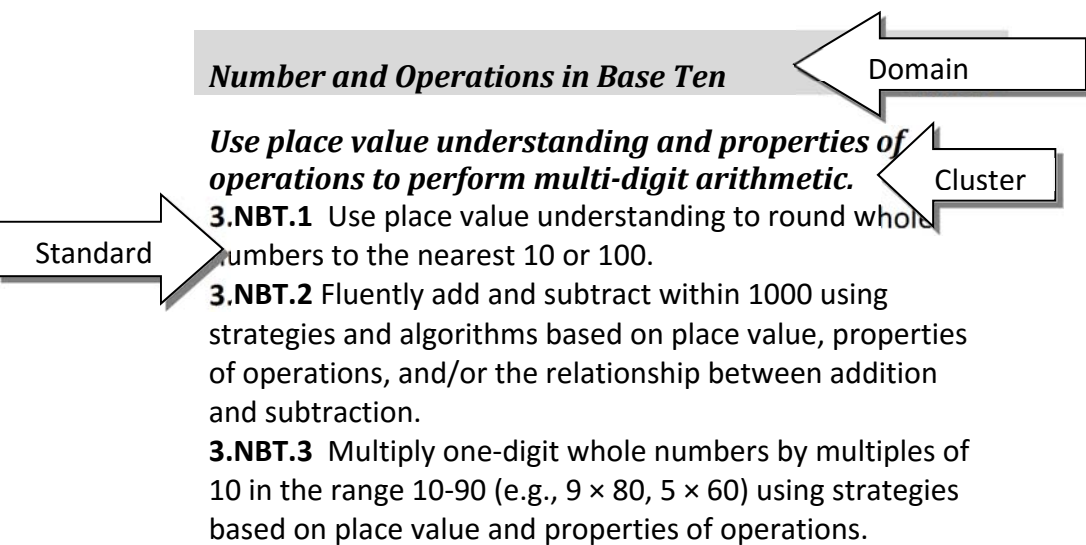 Number and Operations in Base Ten
Domain
Use place value understanding and properties of
operations to perform multi-digit arithmetic.
Cluster
3.NBT.1 Use place value understanding to round whole
Standard
numbers to the nearest 10 or 100.
3.NBT.2 Fluently add and subtract within 1000 using
strategies and algorithms based on place value, properties
of operations, and/or the relationship between addition
and subtraction.
3.NBT.3 Multiply one-digit whole numbers by multiples of
10 in the range 10-90 (e.g., 9 × 80, 5 × 60) using strategies
based on place value and properties of operations.